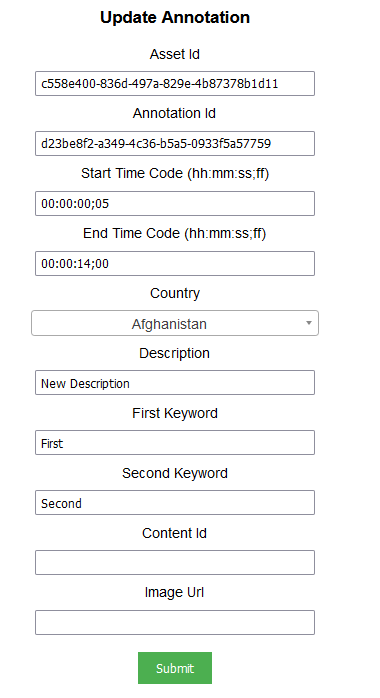 Update Annotation
Asset Id
c558e400-836d-497a-829e-4b87378b1d11
Annotation Id
d23be8f2-a349-4c36-b5a5-0933f5a57759
Start Time Code (hh:mm:ss;ff)
00:00:00;05
End Time Code (hh:mm:ss;ff)
00:00:14;00
Country
Afghanistan
Description
New Description
First Keyword
First
Second Keyword
Second
Content Id
Image Url
Submit